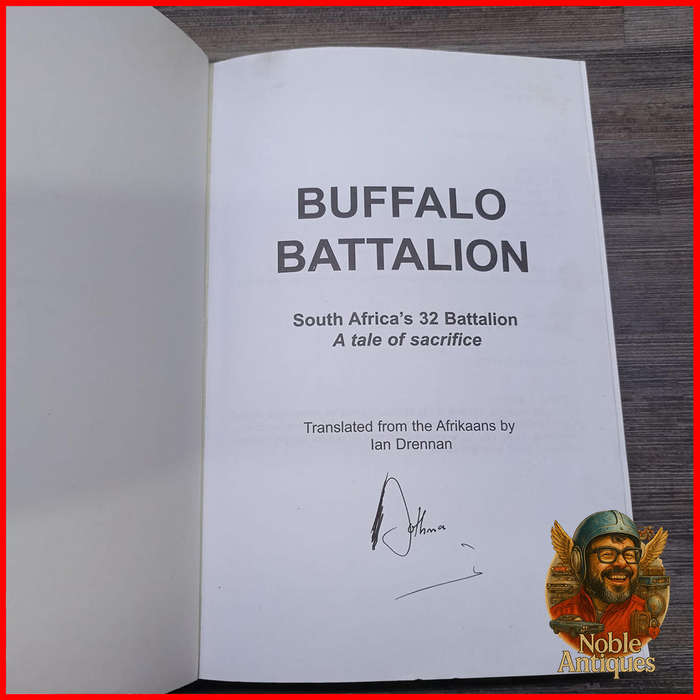 BUFFALO
BATTALION
South Africa's 32 Battalion
A tale of sacrifice
Translated from the Afrikaans by
Ian Drennan
Noble
Antiques